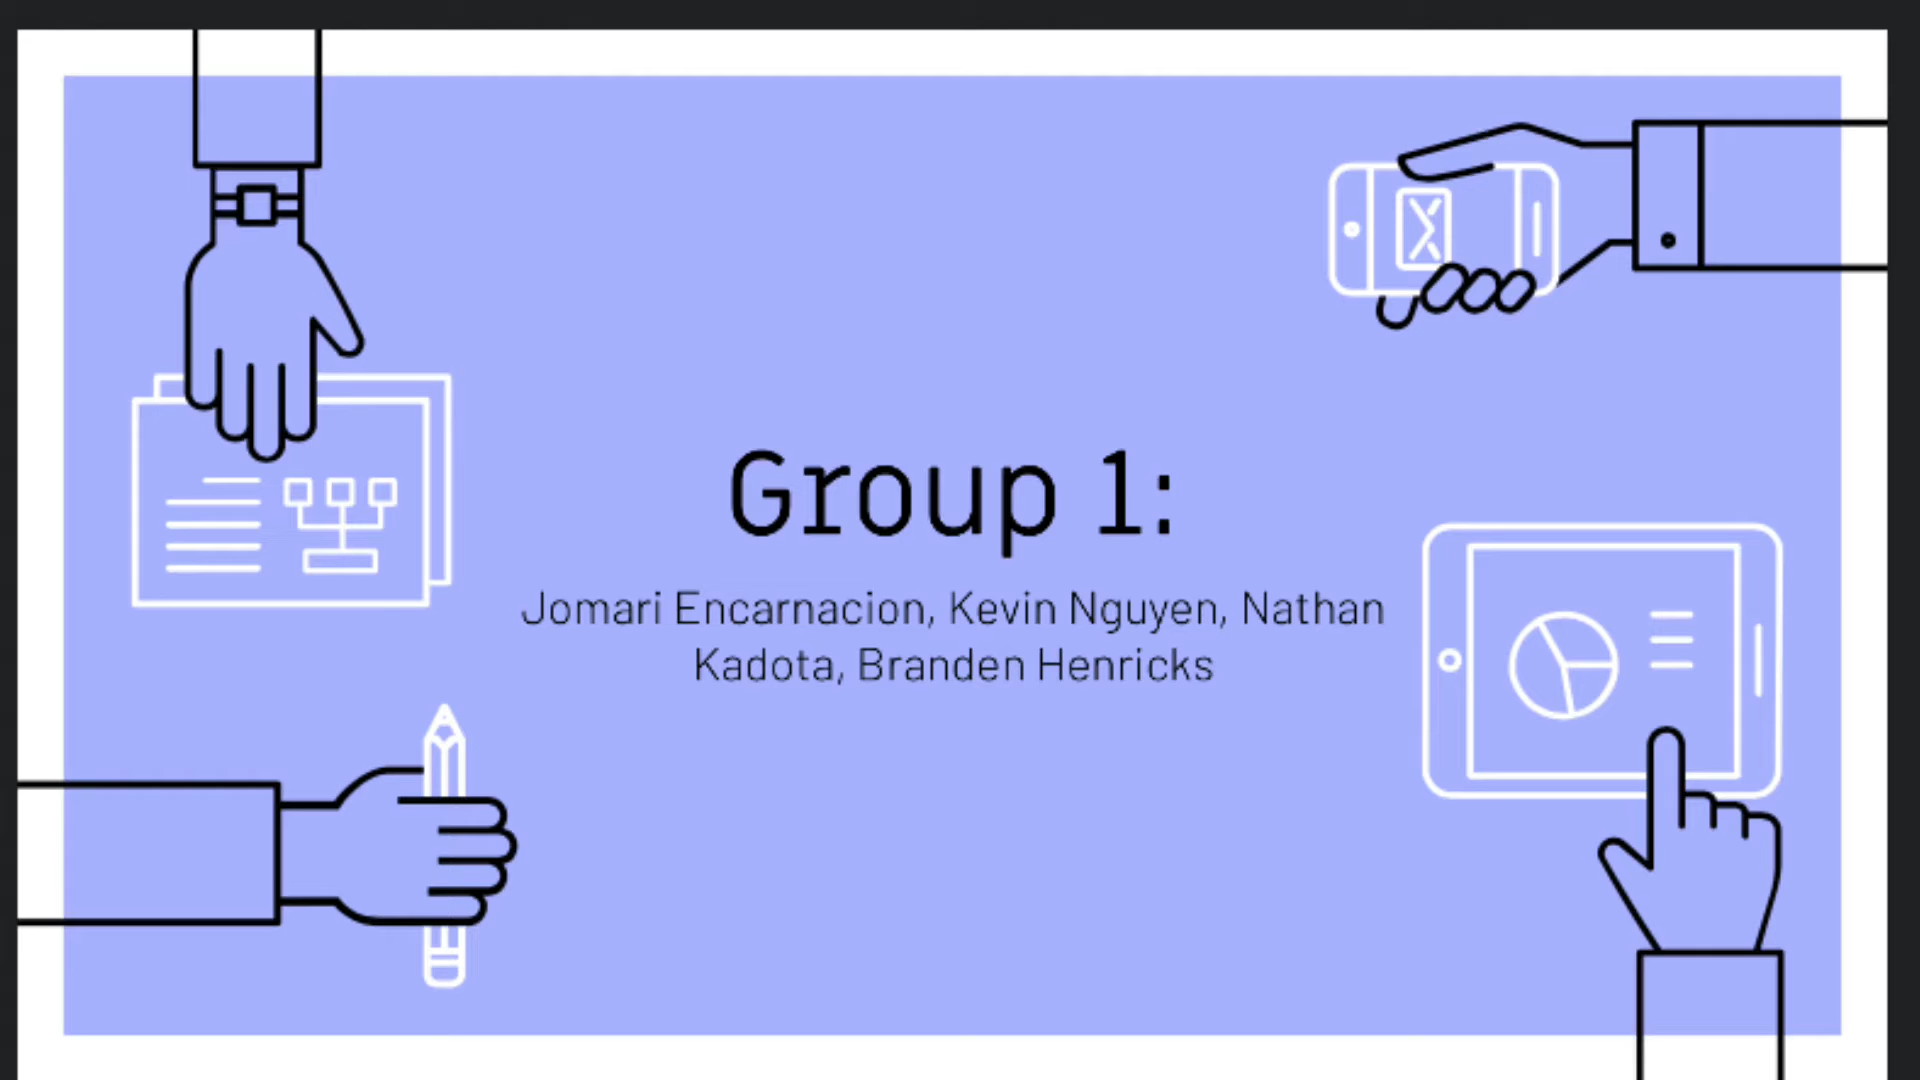 Group 1:
Jomari Encarnacion, Kevin Nguyen, Nathan
Kadota, Branden Henricks